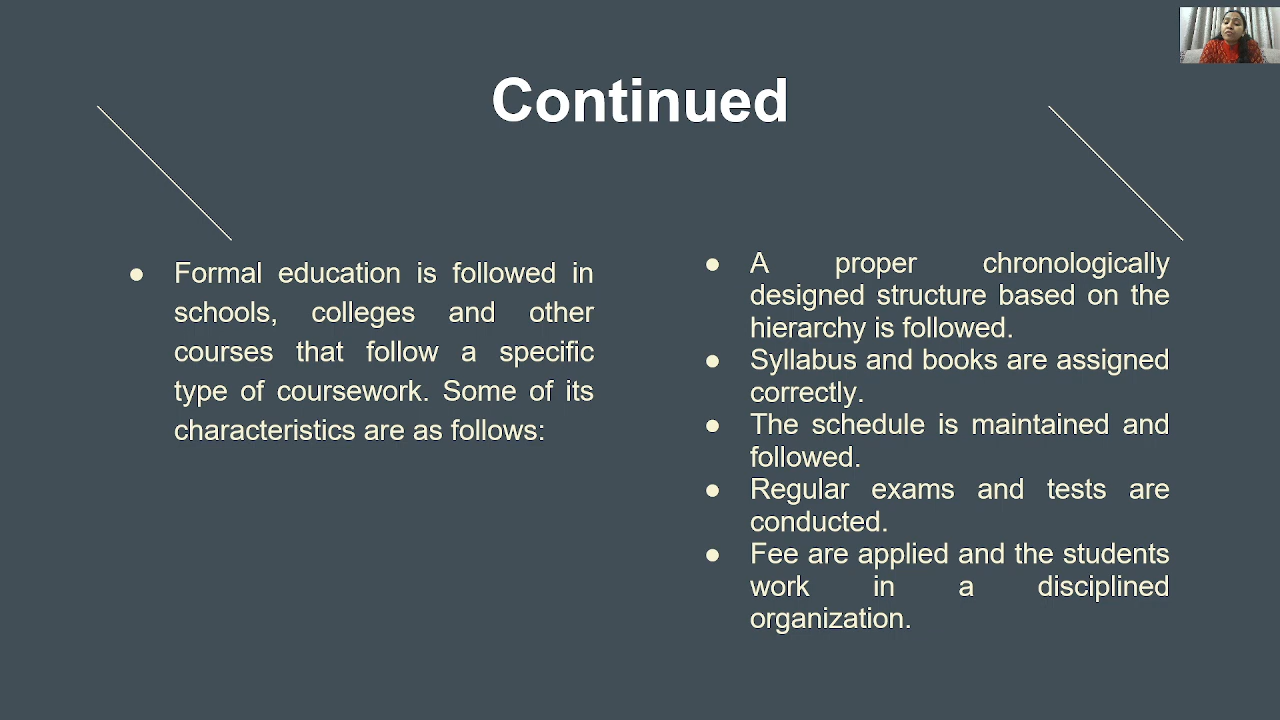 Continued
● Formal education is followed in
schools, colleges and other
courses that follow a specific
type of coursework. Some of its
characteristics are as follows:
● A proper chronologically
designed structure based on the
hierarchy is followed.
● Syllabus and books are assigned
correctly.
● The schedule is maintained and
followed.
● Regular exams and tests are
conducted.
● Fee are applied and the students
work in a disciplined
organization.